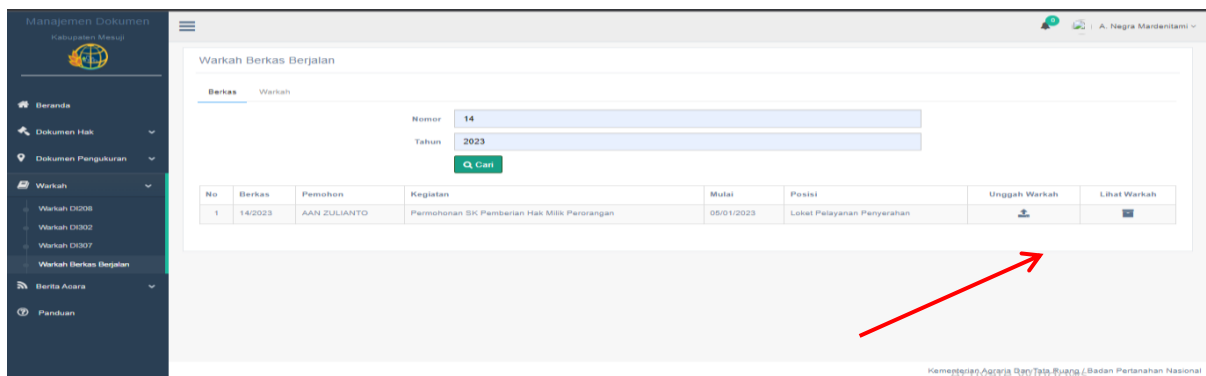 Manajemen Dokumen
Kabupaten Mesuji
Beranda
Dokumen Hak
Dokumen Pengukuran
Warkah
Warkah DI208
Warkah DI302
Warkah DI307
Warkah Berkas Berjalan
Berita Acara
Panduan
0
A. Negra Mardenitami
Warkah Berkas Berjalan
Berkas Warkah
Nomor 14
Tahun 2023
Cari
No Berkas Pemohon Kegiatan Mulai Posisi Unggah Warkah Lihat Warkah
1 14/2023 AAN ZULIANTO Permohonan SK Pemberian Hak Milik Perorangan 05/01/2023 Loket Pelayanan Penyerahan
Kementerian Agraria Dan Tata Ruang / Badan Pertanahan Nasional